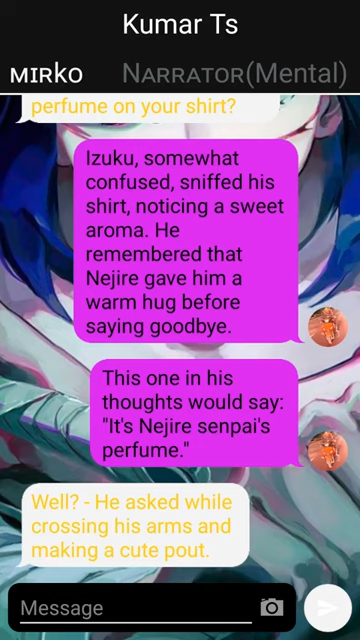 Kumar Ts
MIRKO NARRATOR(Mental)
perfume on your shirt?
Izuku, somewhat
confused, sniffed his
shirt, noticing a sweet
aroma. He
remembered that
Nejire gave him a
warm hug before
saying goodbye.
This one in his
thoughts would say:
"It's Nejire senpai's
perfume."
Well? - He asked while
crossing his arms and
making a cute pout.
Message